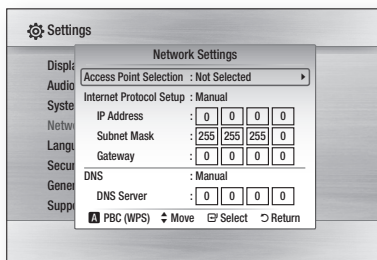 Settings
Network Settings
Access Point Selection : Not Selected
Internet Protocol Setup : Manual
IP Address : 0 0 0 0
Subnet Mask : 255 255 255 0
Gateway : 0 0 0 0
DNS : Manual
DNS Server : 0 0 0 0
A PBC (WPS) Move Select Return
Displa
Audio
Syste
Netwo
Langu
Secur
Gener
Suppo